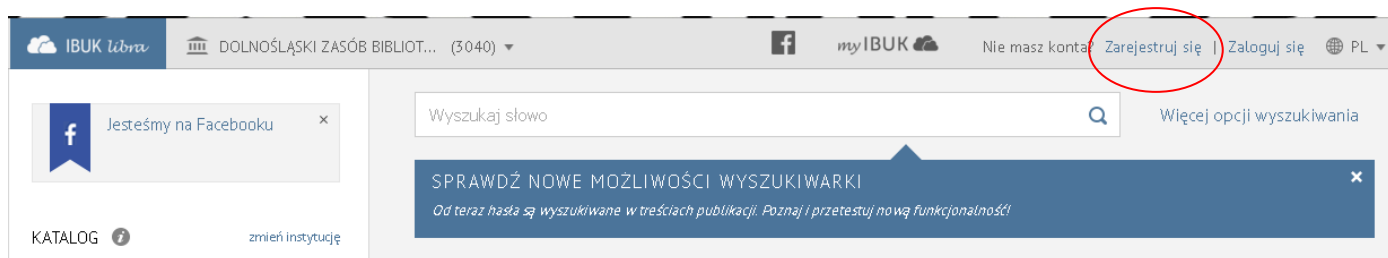 IBUK libra DOLNOŚLĄSKI ZASÓB BIBLIOT... (3040) f myIBUK Nie masz konta? Zarejestruj się | Zaloguj się PL
f Jesteśmy na Facebooku ×
Wyszukaj słowo Więcej opcji wyszukiwania
SPRAWDŹ NOWE MOŻLIWOŚCI WYSZUKIWARKI ×
Od teraz hasła są wyszukiwane w treściach publikacji. Poznaj i przetestuj nową funkcjonalność!
KATALOG i zmień instytucję